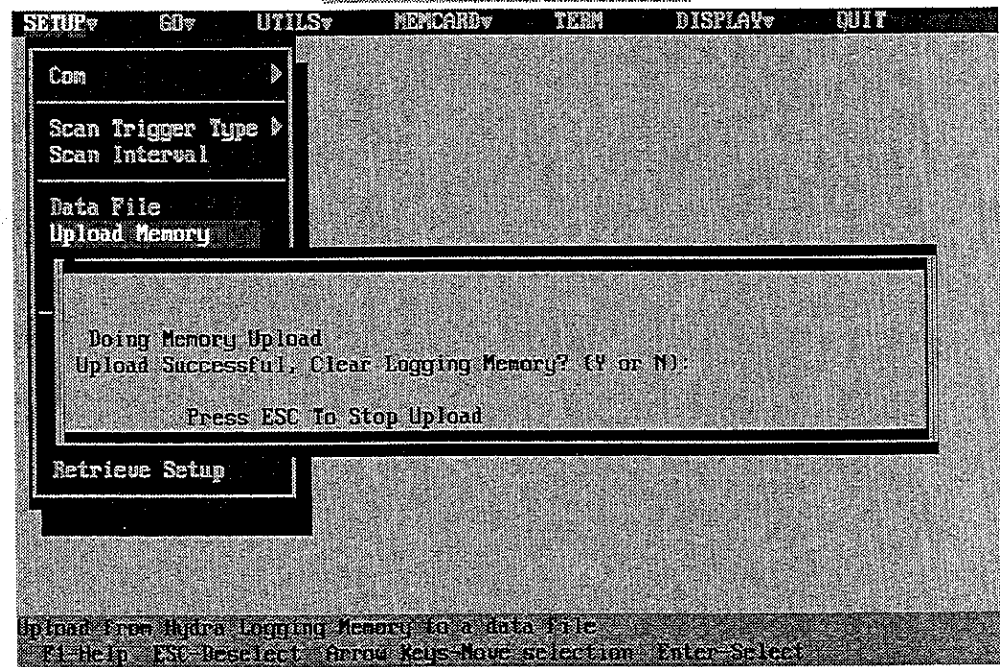 SETUP▾ GO▾ UTILS▾ MEMCARD▾ TERM DISPLAY▾ QUIT
Com
Scan Trigger Type
Scan Interval
Data File
Upload Memory
Doing Memory Upload
Upload Successful, Clear Logging Memory? (Y or N):
Press ESC To Stop Upload
Retrieve Setup
Upload from Hydra Logging Memory to a data file
F1-Help ESC-Deselect Arrow Keys-Move selection Enter-Select